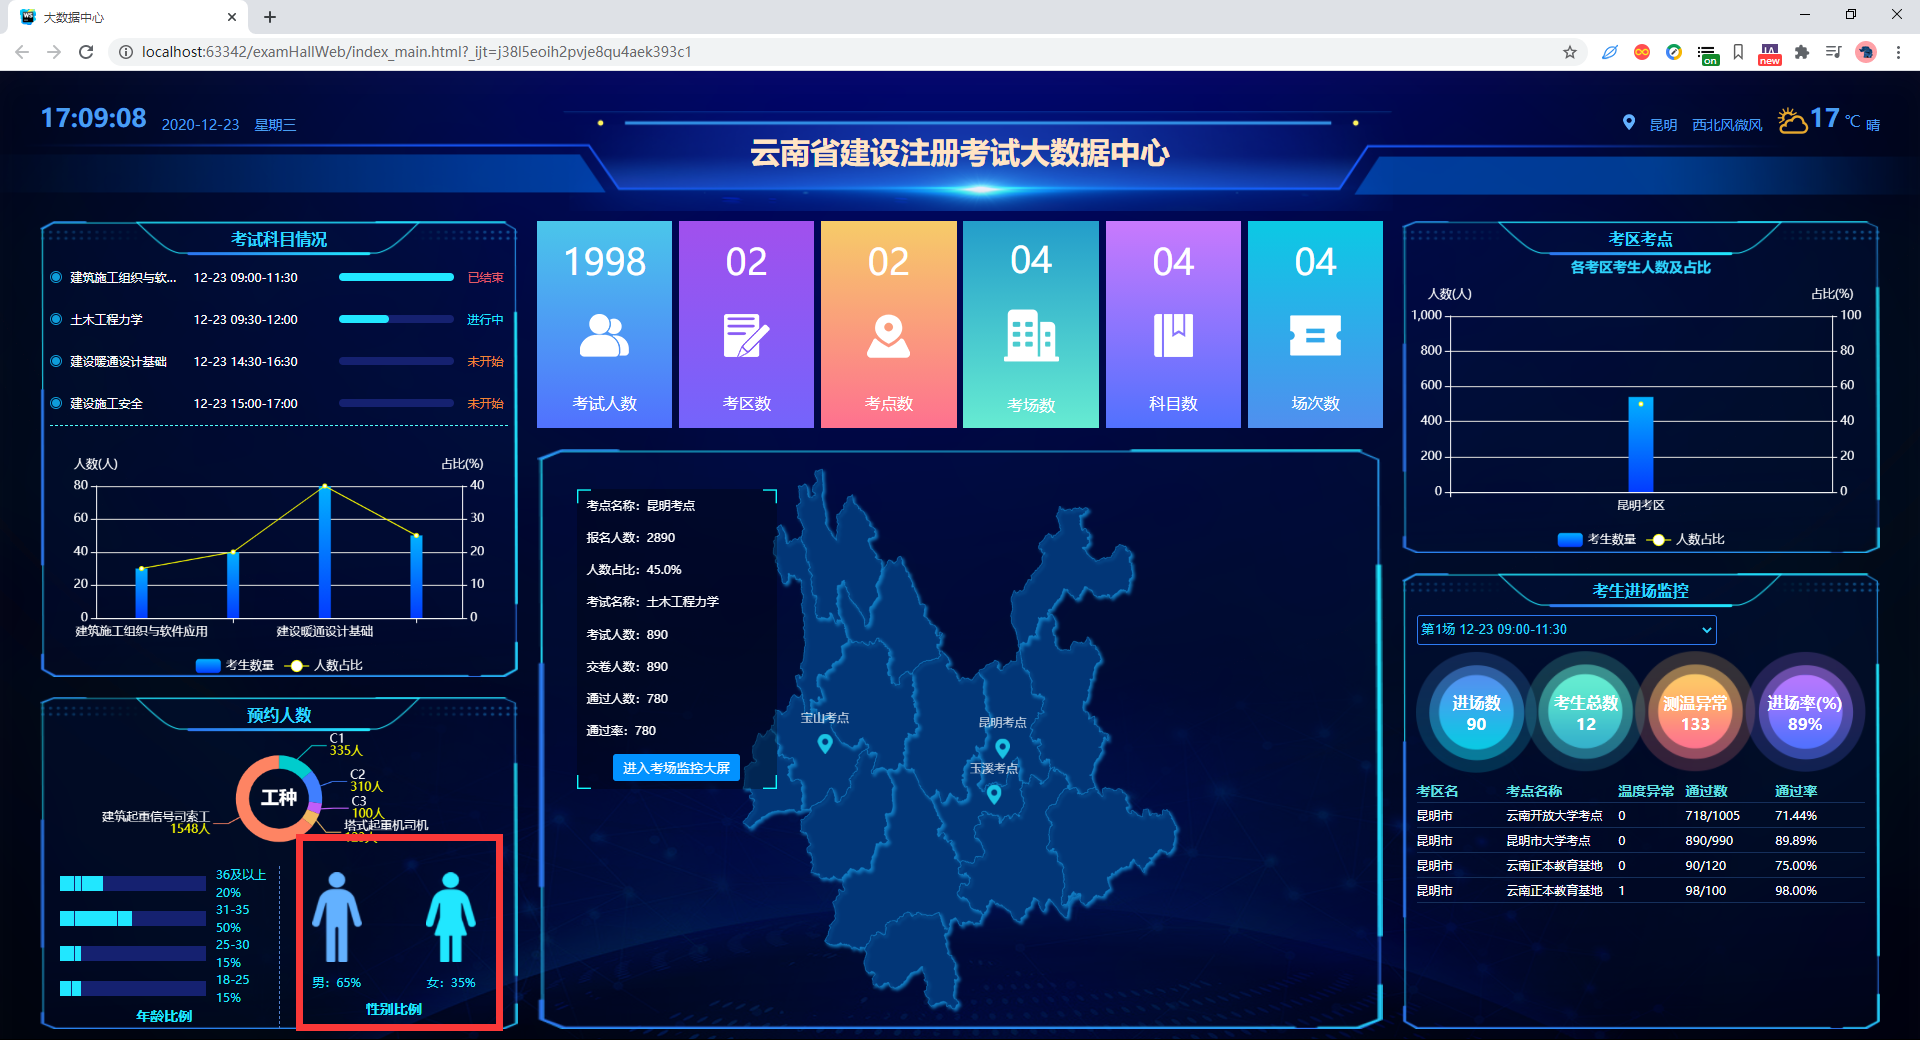 大数据中心
localhost:63342/examHallWeb/index_main.html?_ijt=j38l5eoih2pvje8qu4aek393c1
on
new
17:09:08 2020-12-23 星期三
云南省建设注册考试大数据中心
昆明 西北风微风 17 ℃ 晴
考试科目情况
建筑施工组织与软... 12-23 09:00-11:30 已结束
土木工程力学 12-23 09:30-12:00 进行中
建设暖通设计基础 12-23 14:30-16:30 未开始
建设施工安全 12-23 15:00-17:00 未开始
人数(人) 占比(%)
80 40
60 30
40 20
20 10
0 0
建筑施工组织与软件应用 建设暖通设计基础
考生数量 人数占比
预约人数
C1
335人
C2
310人
C3
100人
塔式起重机司机
建筑起重信号司索工
1548人
工种
36及以上
20%
31-35
50%
25-30
15%
18-25
15%
年龄比例
男：65% 女：35%
性别比例
1998 02 02 04 04 04
考试人数 考区数 考点数 考场数 科目数 场次数
考点名称：昆明考点
报名人数：2890
人数占比：45.0%
考试名称：土木工程力学
考试人数：890
交卷人数：890
通过人数：780
通过率：780
进入考场监控大屏
宝山考点
昆明考点
玉溪考点
考区考点
各考区考生人数及占比
人数(人) 占比(%)
1,000 100
800 80
600 60
400 40
200 20
0 0
昆明考区
考生数量 人数占比
考生进场监控
第1场 12-23 09:00-11:30
进场数 考生总数 测温异常 进场率(%)
90 12 133 89%
考区名 考点名称 温度异常 通过数 通过率
昆明市 云南开放大学考点 0 718/1005 71.44%
昆明市 昆明市大学考点 0 890/990 89.89%
昆明市 云南正本教育基地 0 90/120 75.00%
昆明市 云南正本教育基地 1 98/100 98.00%